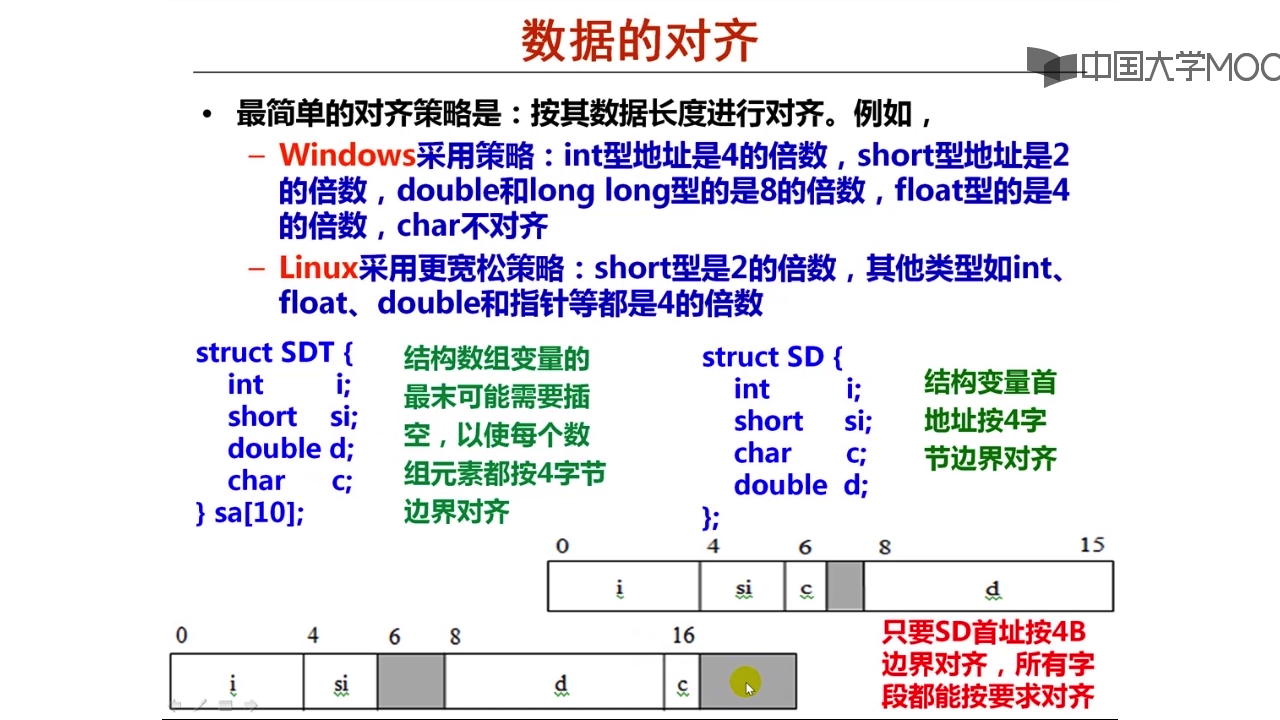 数据的对齐
中国大学MOO
• 最简单的对齐策略是：按其数据长度进行对齐。例如，
– Windows采用策略：int型地址是4的倍数，short型地址是2
的倍数，double和long long型的是8的倍数，float型的是4
的倍数，char不对齐
– Linux采用更宽松策略：short型是2的倍数，其他类型如int、
float、double和指针等都是4的倍数
struct SDT {
int i;
short si;
double d;
char c;
} sa[10];
结构数组变量的
最末可能需要插
空，以使每个数
组元素都按4字节
边界对齐
struct SD {
int i;
short si;
char c;
double d;
};
结构变量首
地址按4字
节边界对齐
0 4 6 8 15
i si c d
0 4 6 8 16
i si d c
只要SD首址按4B
边界对齐，所有字
段都能按要求对齐